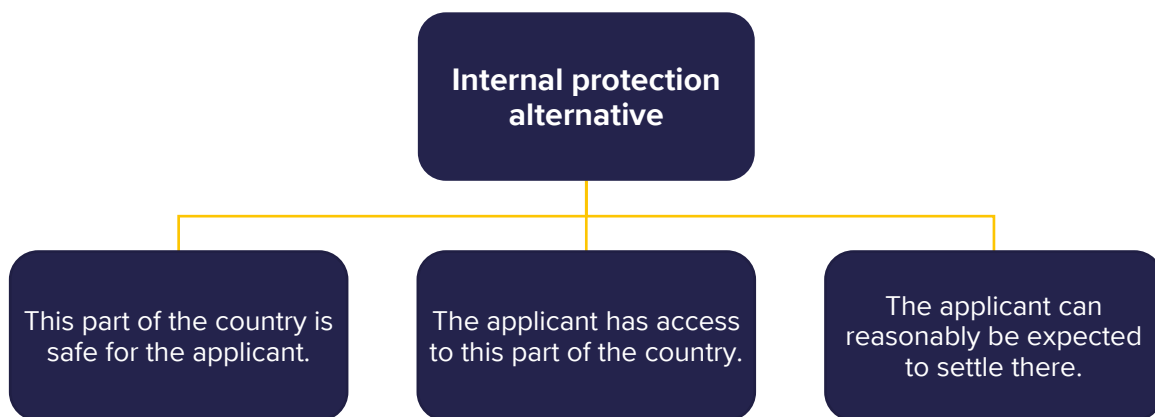 Internal protection
alternative
This part of the country is
safe for the applicant.
The applicant has access
to this part of the country.
The applicant can
reasonably be expected
to settle there.